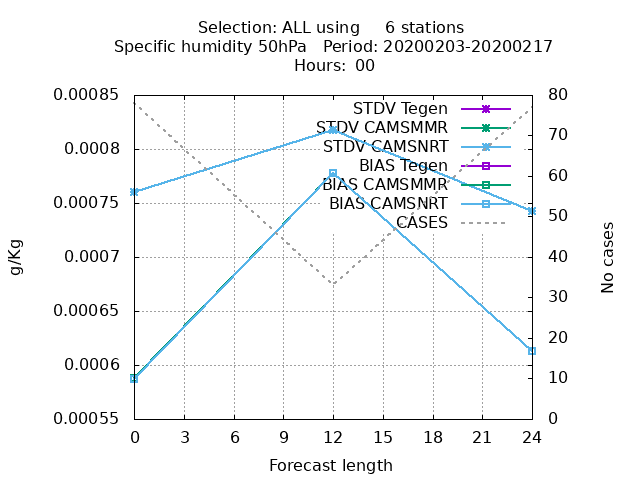 Selection: ALL using     6 stations
Specific humidity 50hPa   Period: 20200203-20200217
Hours:  00
0.00085
0.0008
0.00075
0.0007
0.00065
0.0006
0.00055
g/Kg
80
70
60
50
40
30
20
10
0
No cases
STDV Tegen
STDV CAMSMMR
STDV CAMSNRT
BIAS Tegen
BIAS CAMSMMR
BIAS CAMSNRT
CASES
0 3 6 9 12 15 18 21 24
Forecast length